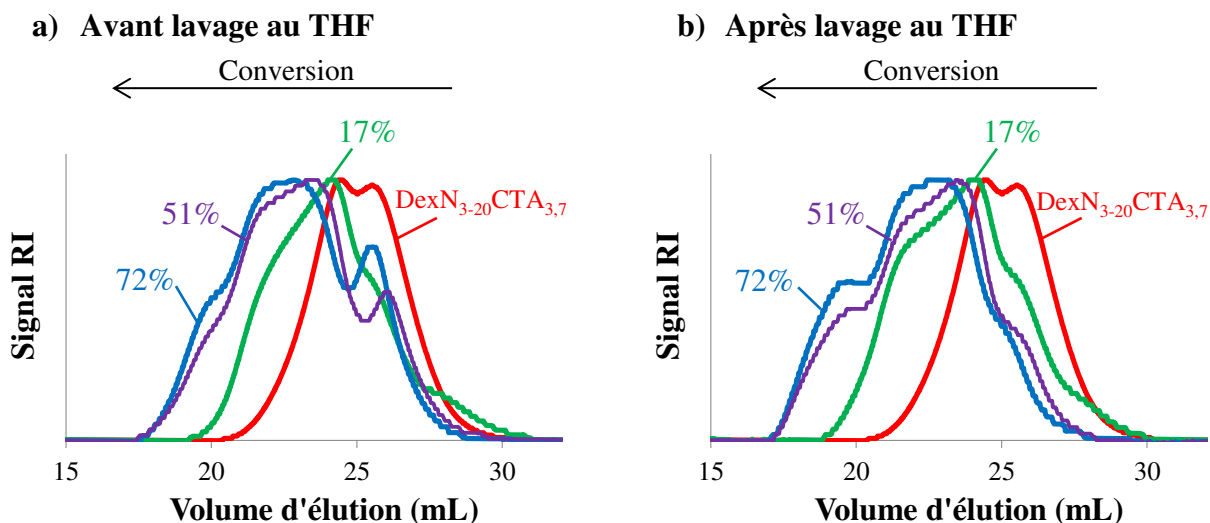 a) Avant lavage au THF
Conversion
17%
DexN3-20CTA3,7
51%
72%
Signal RI
15 20 25 30
Volume d'élution (mL)
b) Après lavage au THF
Conversion
17%
DexN3-20CTA3,7
51%
72%
Signal RI
15 20 25 30
Volume d'élution (mL)